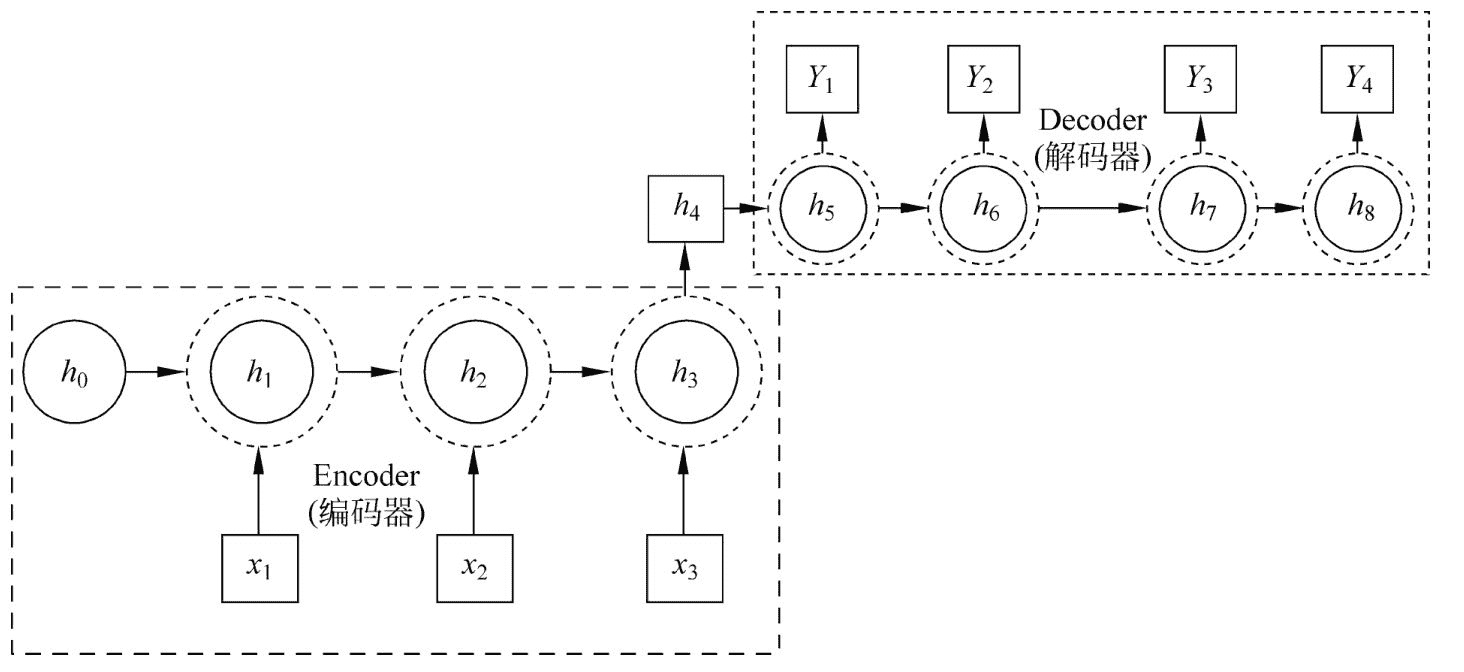 Y1 Y2 Y3 Y4
Decoder
(解码器)
h4 h5 h6 h7 h8
h0 h1 h2 h3
Encoder
(编码器)
x1 x2 x3